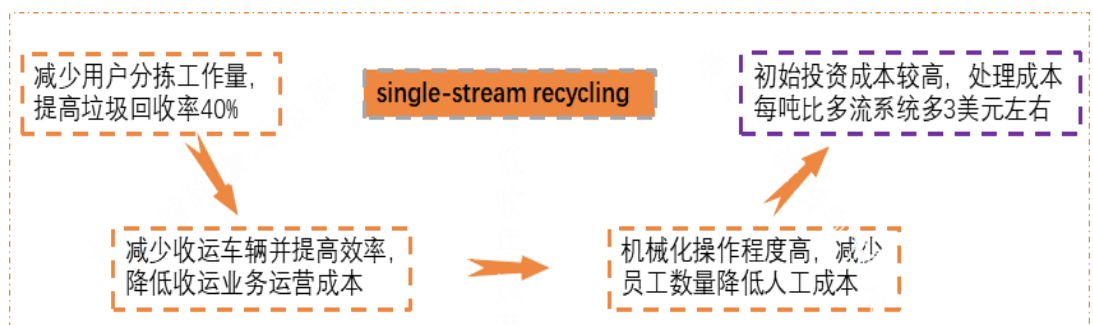 减少用户分拣工作量，
提高垃圾回收率40%
single-stream recycling
初始投资成本较高，处理成本
每吨比多流系统多3美元左右
减少收运车辆并提高效率，
降低收运业务运营成本
机械化操作程度高，减少
员工数量降低人工成本